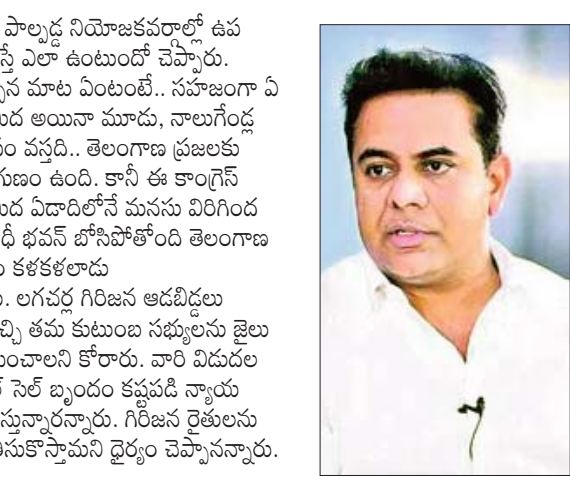 పాల్పడ్డ నియోజకవర్గాల్లో ఉప
స్తే ఎలా ఉంటుందో చెప్పారు.
న మాట ఏంటంటే.. సహజంగా ఏ
అయినా మూడు, నాలుగేండ్ల
వస్తది.. తెలంగాణ ప్రజలకు
గుణం ఉంది. కానీ ఈ కాంగ్రెస్
ఏడాదిలోనే మనసు విరిగింద
ధీ భవన్ బోసిపోతోంది తెలంగాణ
కళకళలాడు
. లగచర్ల గిరిజన ఆడబిడ్డలు
చ్చి తమ కుటుంబ సభ్యులను జైలు
ంచాలని కోరారు. వారి విడుదల
సెల్ బృందం కష్టపడి న్యాయ
స్తున్నారన్నారు. గిరిజన రైతులను
తీసుకొస్తామని ధైర్యం చెప్పానన్నారు.